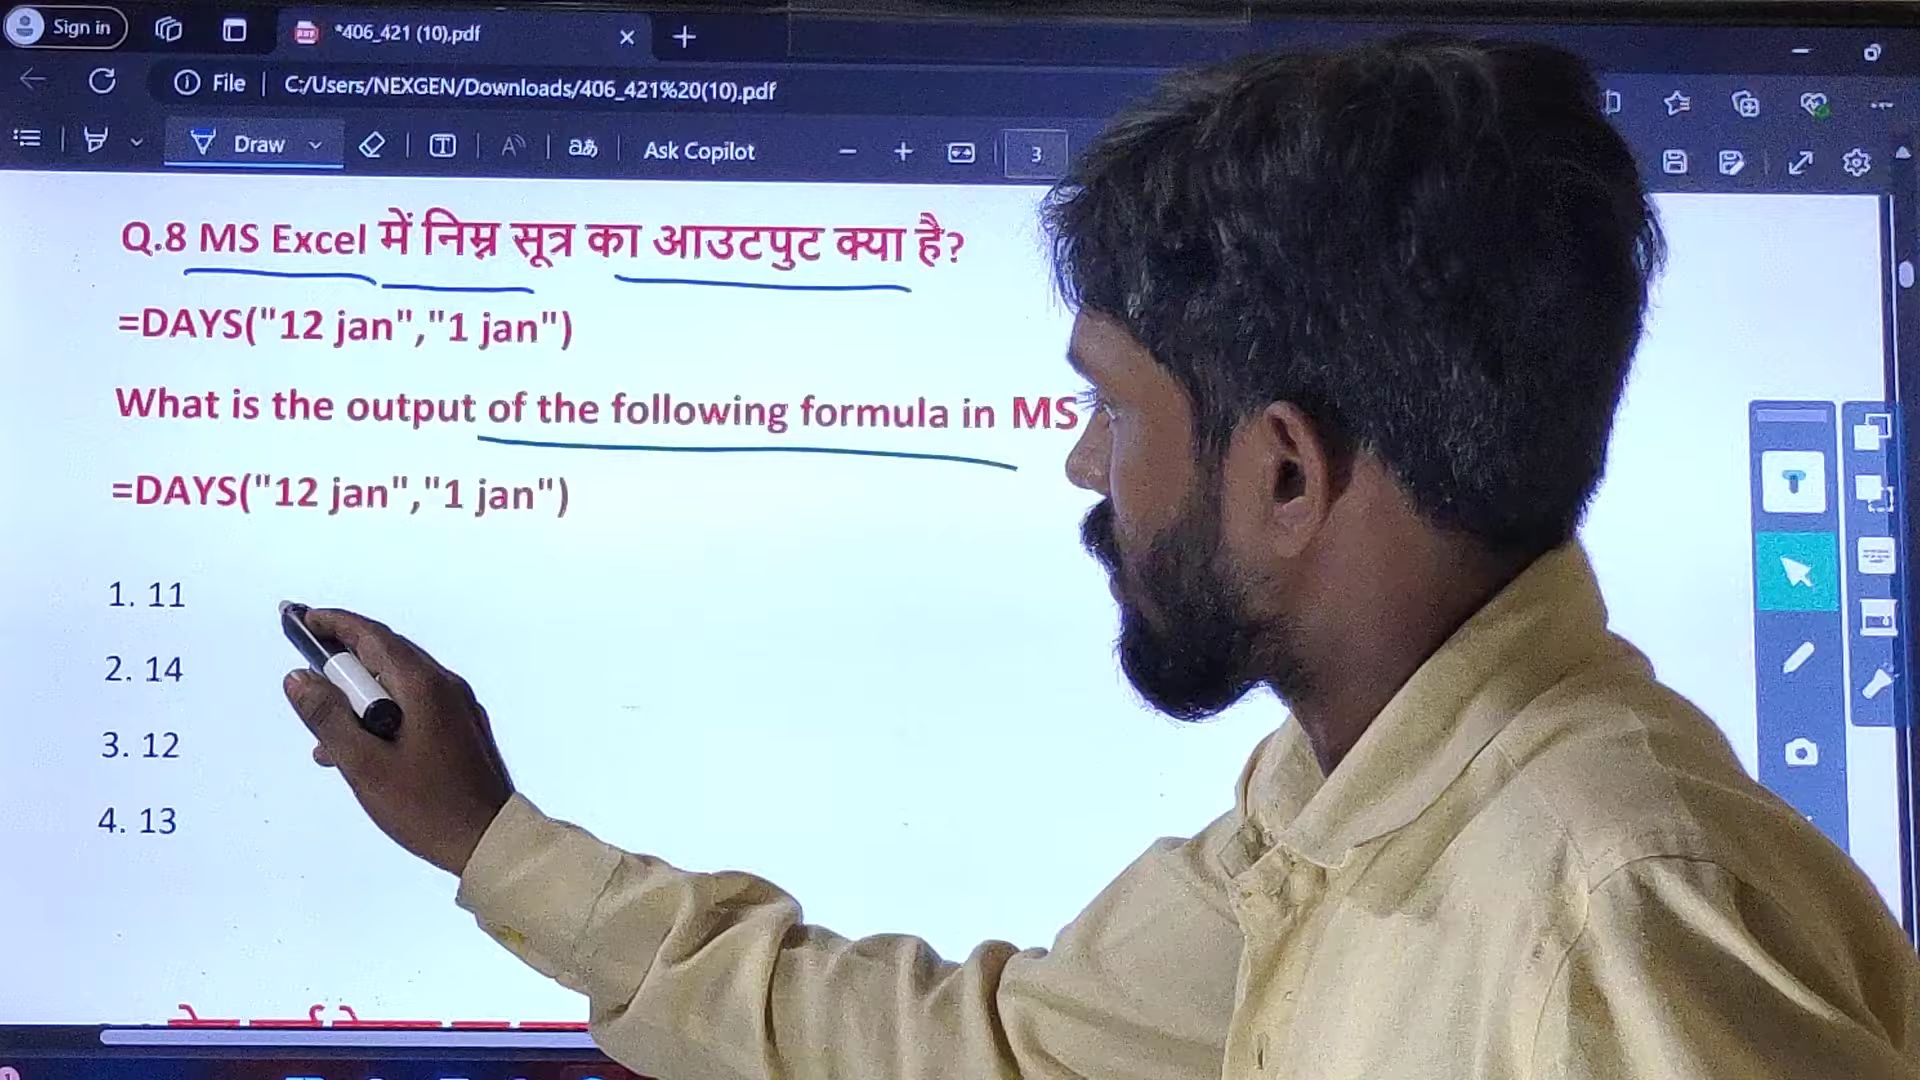 Sign in
*406_421 (10).pdf
File
C:/Users/NEXGEN/Downloads/406_421%20(10).pdf
Draw
Ask Copilot
3
Q.8 MS Excel में निम्न सूत्र का आउटपुट क्या है?
=DAYS("12 jan","1 jan")
What is the output of the following formula in MS
=DAYS("12 jan","1 jan")
1. 11
2. 14
3. 12
4. 13